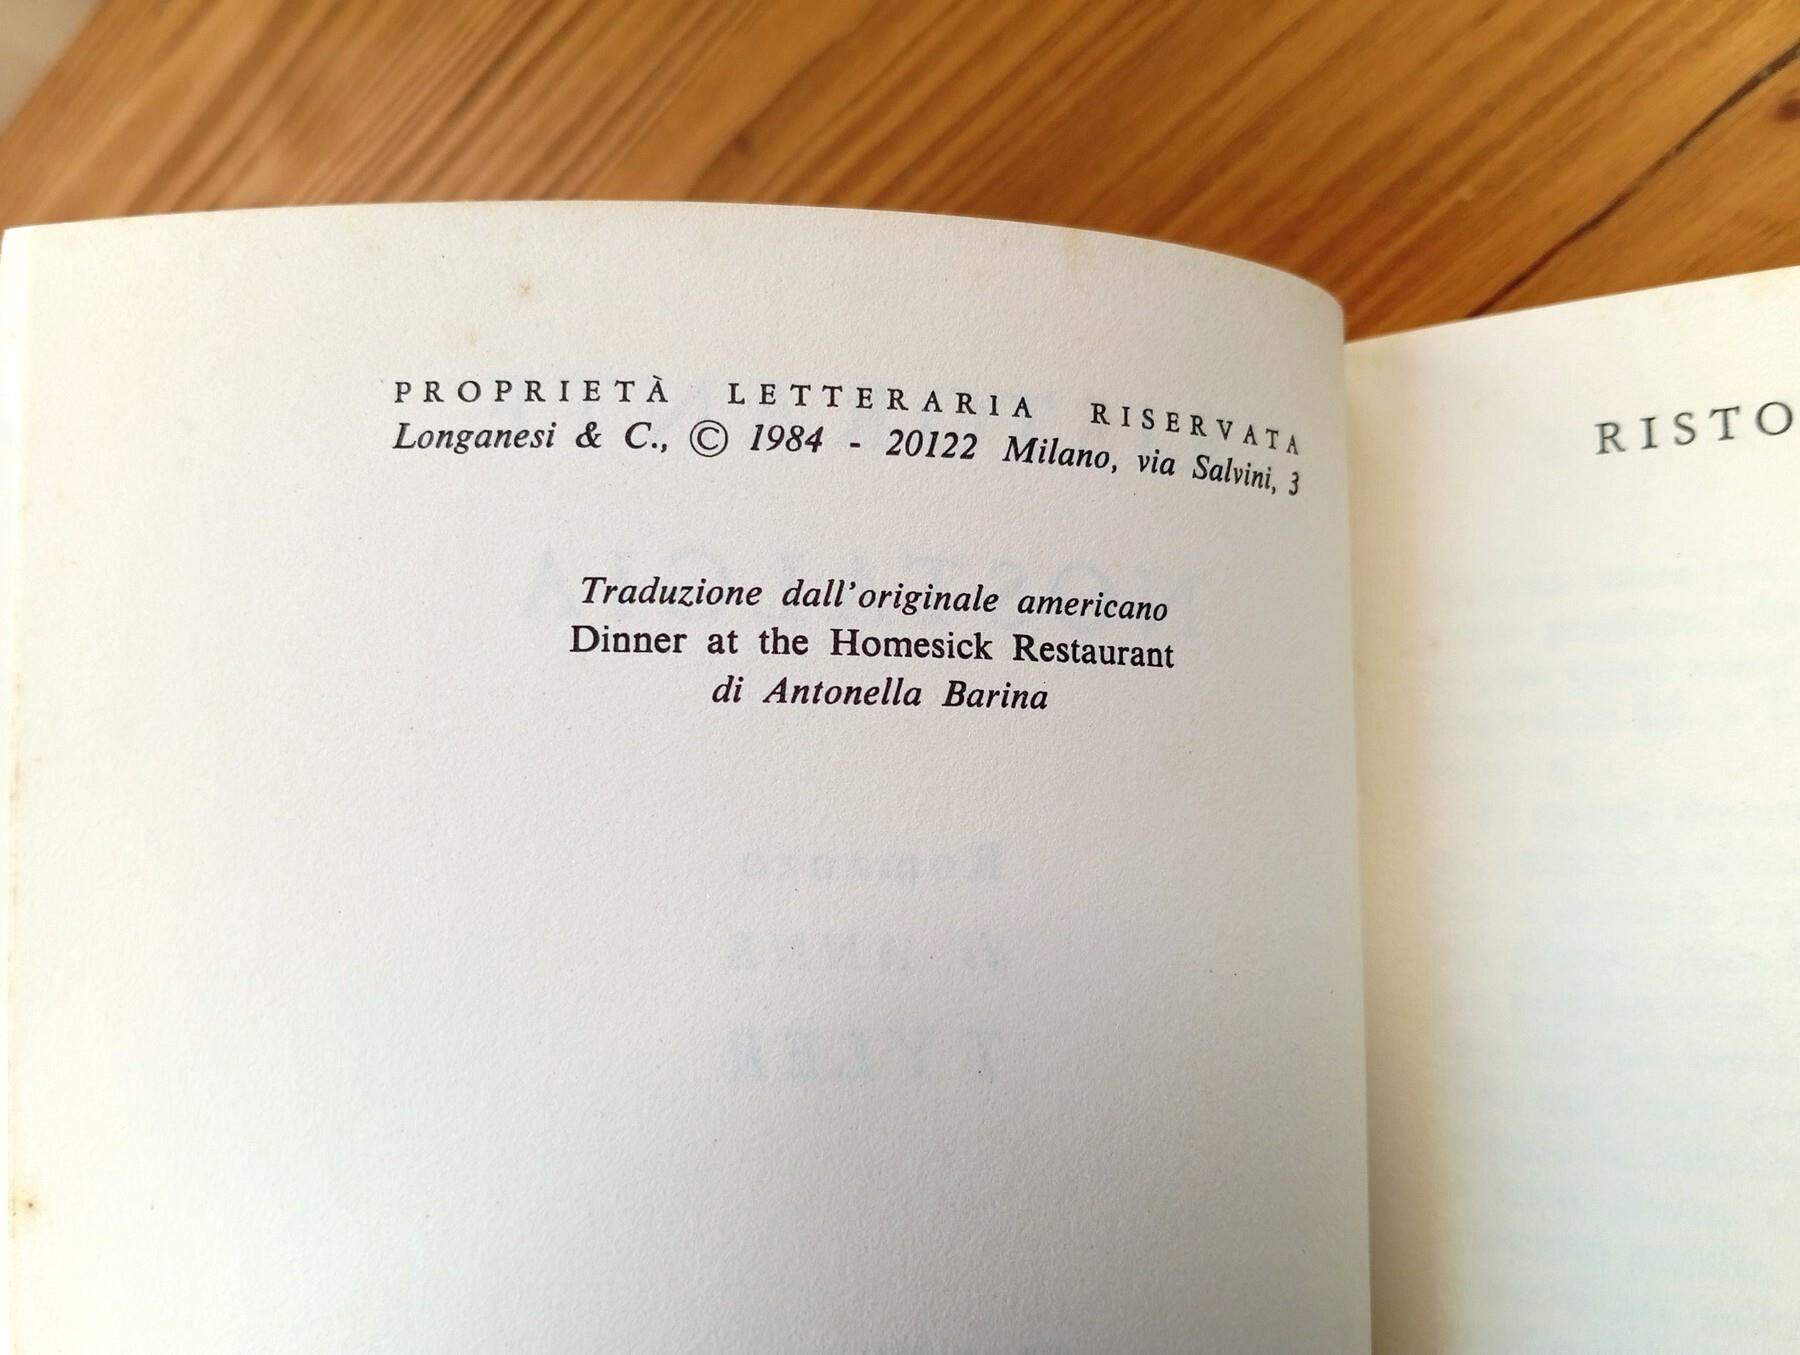 PROPRIETÀ LETTERARIA RISERVATA
Longanesi & C., © 1984 - 20122 Milano, via Salvini, 3
Traduzione dall'originale americano
Dinner at the Homesick Restaurant
di Antonella Barina
RISTO